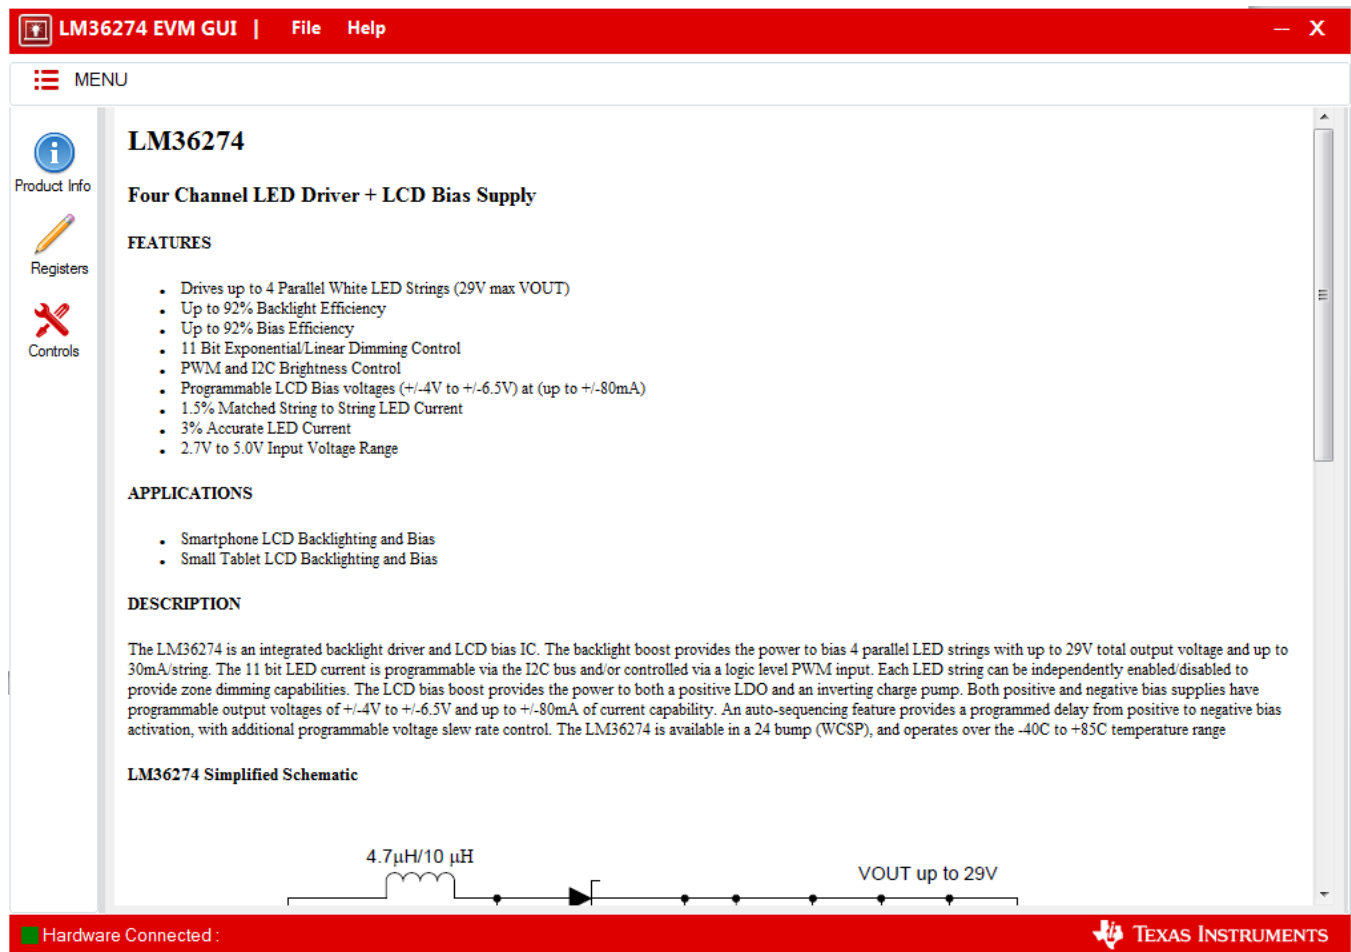 LM36274 EVM GUI | File Help
MENU
Product Info
Registers
Controls
LM36274
Four Channel LED Driver + LCD Bias Supply
FEATURES
• Drives up to 4 Parallel White LED Strings (29V max VOUT)
• Up to 92% Backlight Efficiency
• Up to 92% Bias Efficiency
• 11 Bit Exponential/Linear Dimming Control
• PWM and I2C Brightness Control
• Programmable LCD Bias voltages (+/-4V to +/-6.5V) at (up to +/-80mA)
• 1.5% Matched String to String LED Current
• 3% Accurate LED Current
• 2.7V to 5.0V Input Voltage Range
APPLICATIONS
• Smartphone LCD Backlighting and Bias
• Small Tablet LCD Backlighting and Bias
DESCRIPTION
The LM36274 is an integrated backlight driver and LCD bias IC. The backlight boost provides the power to bias 4 parallel LED strings with up to 29V total output voltage and up to
30mA/string. The 11 bit LED current is programmable via the I2C bus and/or controlled via a logic level PWM input. Each LED string can be independently enabled/disabled to
provide zone dimming capabilities. The LCD bias boost provides the power to both a positive LDO and an inverting charge pump. Both positive and negative bias supplies have
programmable output voltages of +/-4V to +/-6.5V and up to +/-80mA of current capability. An auto-sequencing feature provides a programmed delay from positive to negative bias
activation, with additional programmable voltage slew rate control. The LM36274 is available in a 24 bump (WCSP), and operates over the -40C to +85C temperature range
LM36274 Simplified Schematic
4.7µH/10 µH
VOUT up to 29V
Hardware Connected :
TEXAS INSTRUMENTS